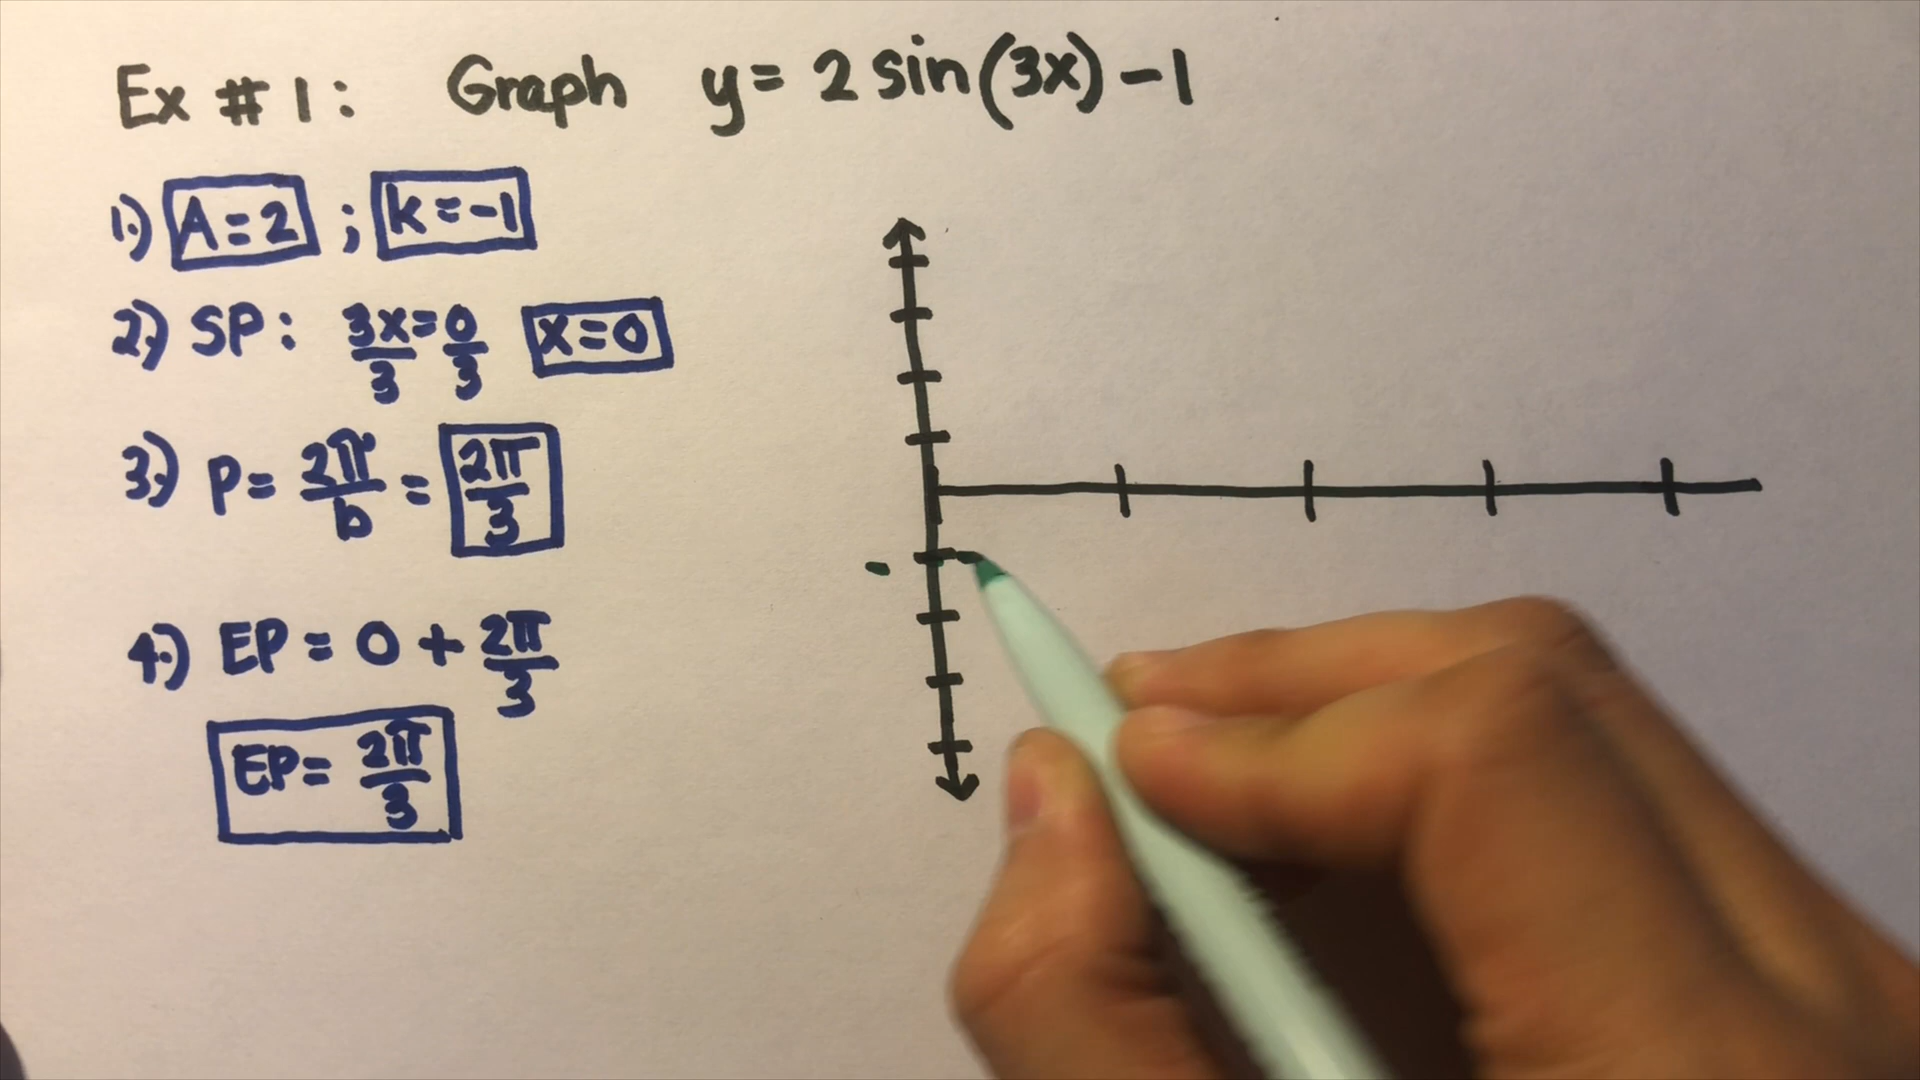 Ex #1: Graph y = 2 sin(3x) - 1
1.) A = 2 ; k = -1
2.) SP: 3x/3 = 0/3 x = 0
3.) P = 2π/b = 2π/3
4.) EP = 0 + 2π/3
EP = 2π/3